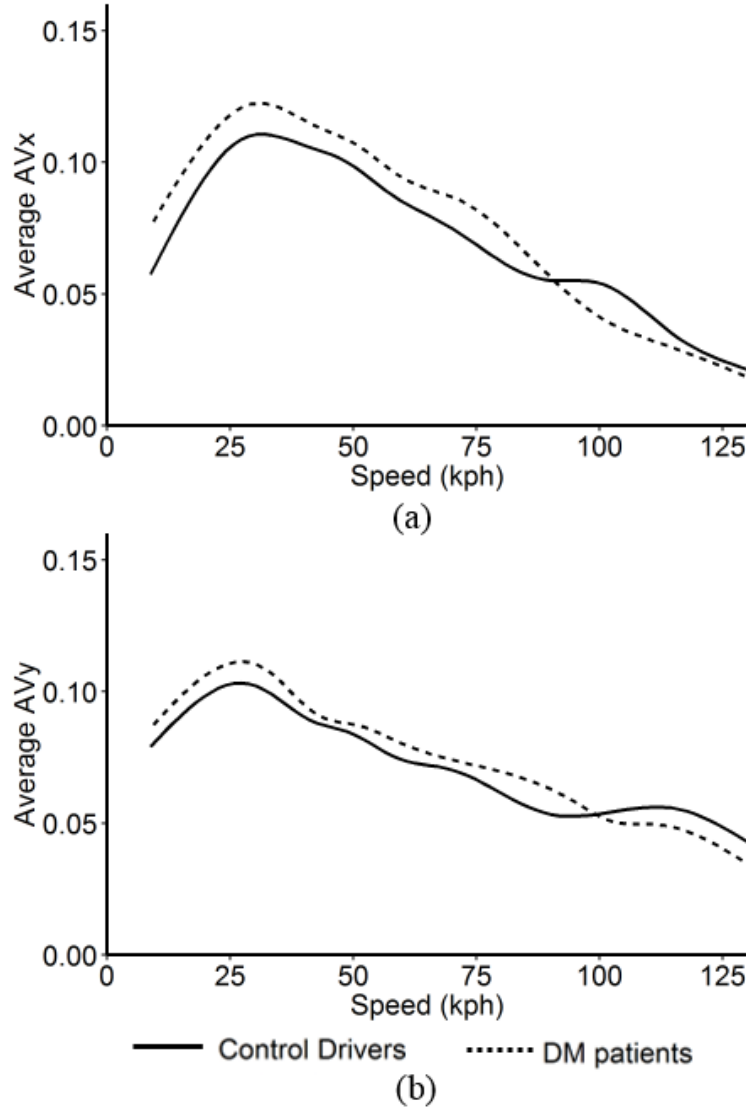 0.15
0.10
0.05
0.00
Average AVx
0 25 50 75 100 125
Speed (kph)
(a)
0.15
0.10
0.05
0.00
Average AVy
0 25 50 75 100 125
Speed (kph)
Control Drivers DM patients
(b)